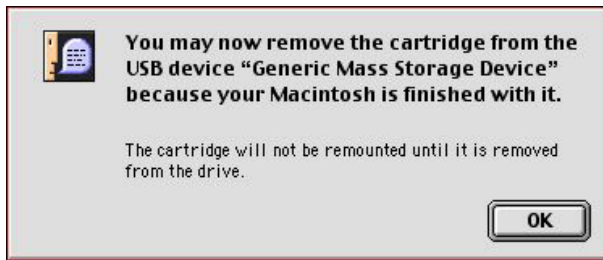 You may now remove the cartridge from the
USB device “Generic Mass Storage Device”
because your Macintosh is finished with it.
The cartridge will not be remounted until it is removed
from the drive.
OK